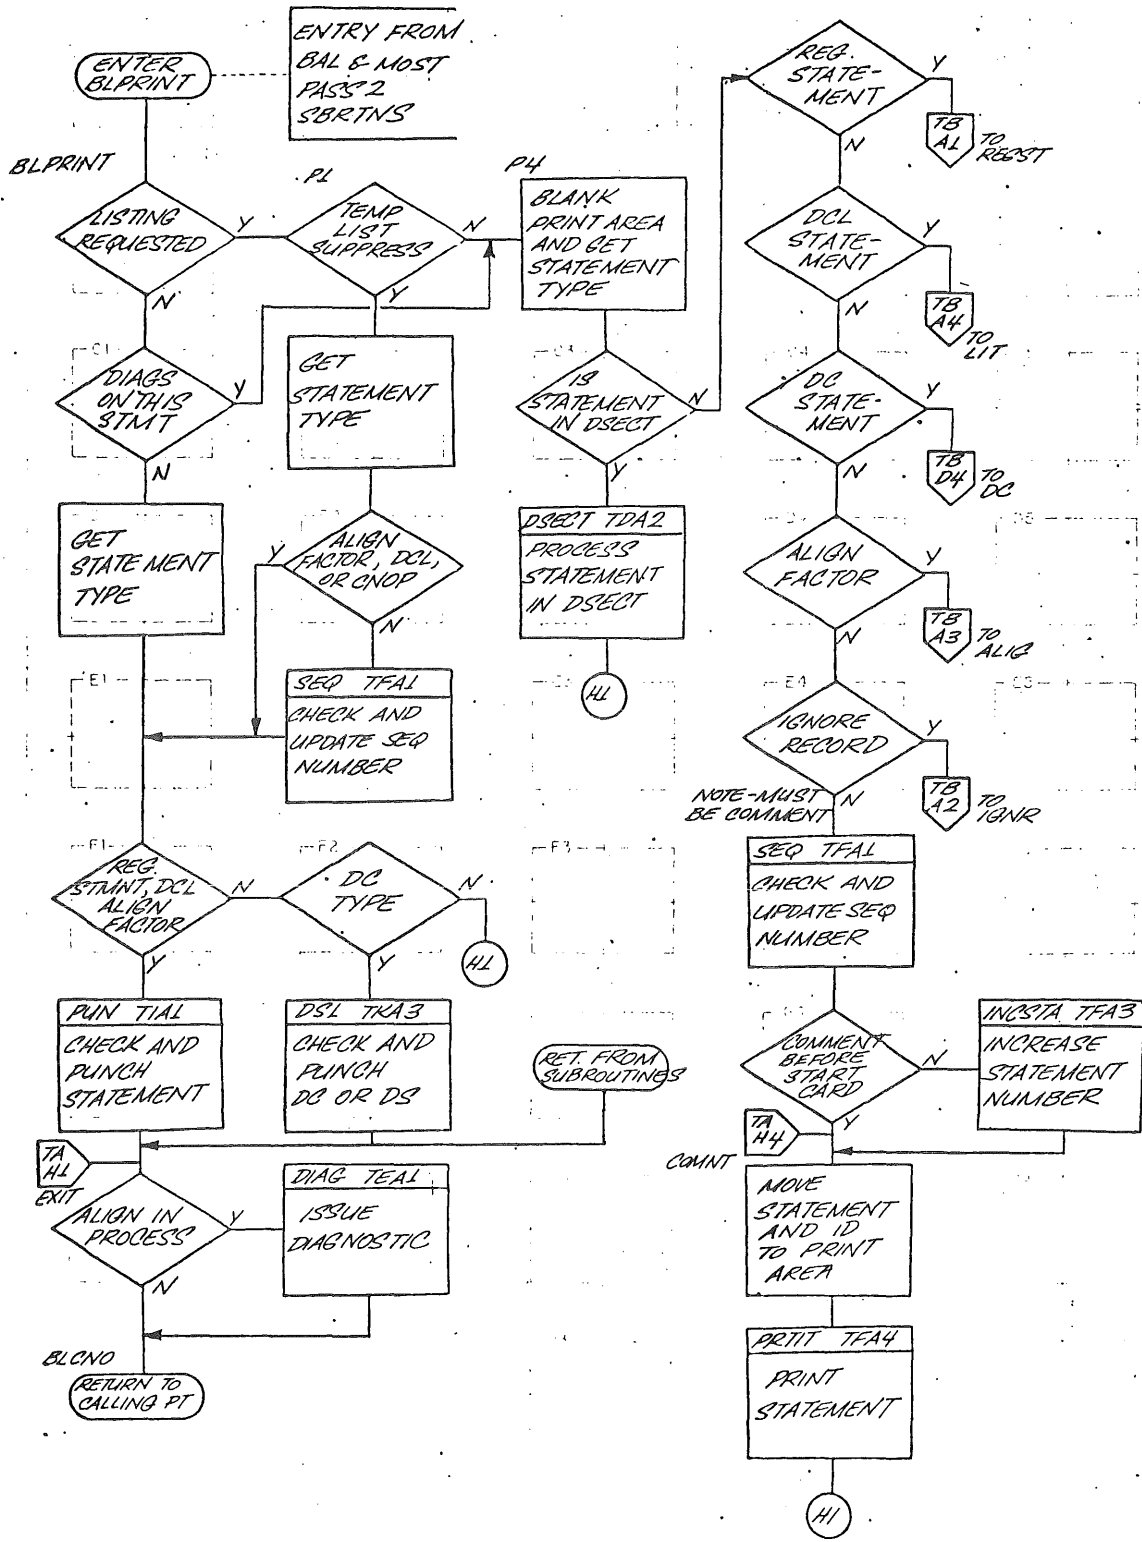 ENTER
BLPRINT
ENTRY FROM
BAL & MOST
PASS 2
SBRTNS
BLPRINT
LISTING
REQUESTED
Y
N
P1
TEMP
LIST
SUPPRESS
N
Y
P4
BLANK
PRINT AREA
AND GET
STATEMENT
TYPE
DIAGS
ON THIS
STMT
Y
N
GET
STATEMENT
TYPE
GET
STATEMENT
TYPE
ALIGN
FACTOR, DCL,
OR CNOP
Y
N
SEQ TFA1
CHECK AND
UPDATE SEQ
NUMBER
IS
STATEMENT
IN DSECT
N
Y
DSECT TDA2
PROCESS
STATEMENT
IN DSECT
H1
E1
F1
REG.
STMNT, DCL
ALIGN
FACTOR
N
Y
F2
DC
TYPE
N
Y
H1
F3
PUN TIA1
CHECK AND
PUNCH
STATEMENT
DS1 TKA3
CHECK AND
PUNCH
DC OR DS
RET. FROM
SUBROUTINES
TA
H1
EXIT
ALIGN IN
PROCESS
Y
N
DIAG TEA1
ISSUE
DIAGNOSTIC
BLCNO
RETURN TO
CALLING PT
REG.
STATE-
MENT
Y
N
TB
A1
TO
REGST
DCL
STATE-
MENT
Y
N
TB
A4
TO
LIT
DC
STATE-
MENT
Y
N
TB
D4
TO
DC
ALIGN
FACTOR
Y
N
TB
A3
TO
ALIG
E4
IGNORE
RECORD
Y
N
TB
A2
TO
IGNR
NOTE-MUST
BE COMMENT
SEQ TFA1
CHECK AND
UPDATE SEQ
NUMBER
COMMENT
BEFORE
START
CARD
N
Y
INCSTA TFA3
INCREASE
STATEMENT
NUMBER
TA
H4
COMNT
MOVE
STATEMENT
AND ID
TO PRINT
AREA
PRTIT TFA4
PRINT
STATEMENT
H1